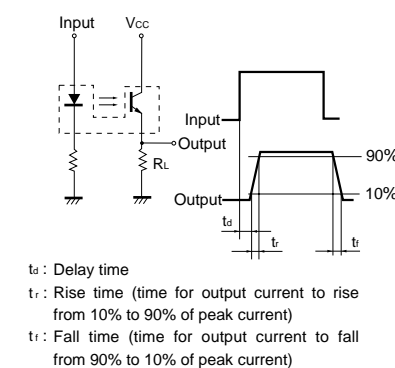 Input Vcc
Input
Output
RL
90%
10%
Output
td
tr
tf
td : Delay time
tr : Rise time (time for output current to rise
from 10% to 90% of peak current)
tf : Fall time (time for output current to fall
from 90% to 10% of peak current)